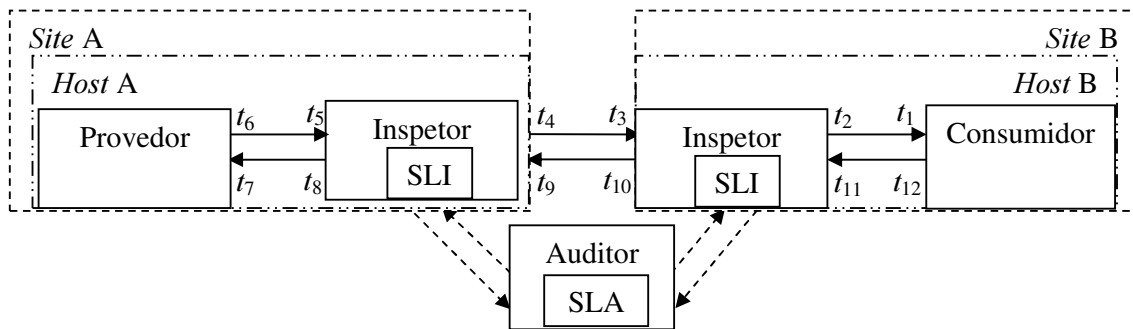 Site A
Site B
Host A
Host B
Provedor
t6
t5
Inspetor
t4
t3
Inspetor
t2
t1
Consumidor
t7
t8
SLI
t9
t10
SLI
t11
t12
Auditor
SLA